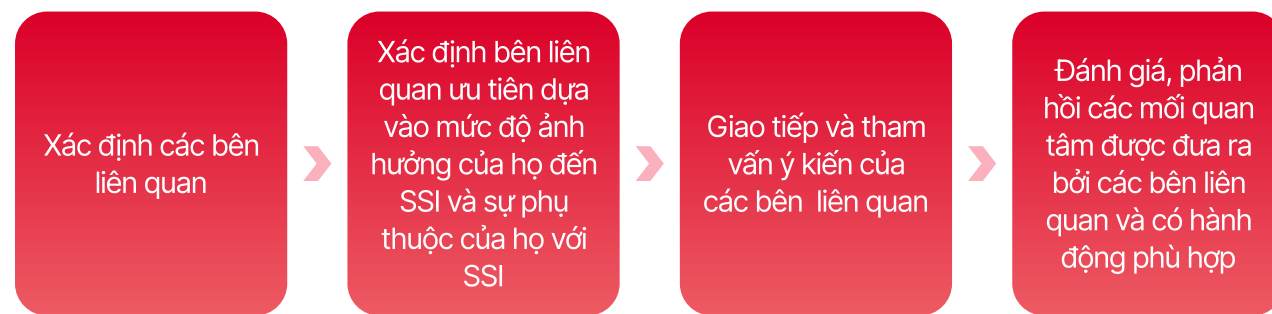 Xác định các bên
liên quan
Xác định bên liên
quan ưu tiên dựa
vào mức độ ảnh
hưởng của họ đến
SSI và sự phụ
thuộc của họ với
SSI
Giao tiếp và tham
vấn ý kiến của
các bên liên quan
Đánh giá, phản
hồi các mối quan
tâm được đưa ra
bởi các bên liên
quan và có hành
động phù hợp